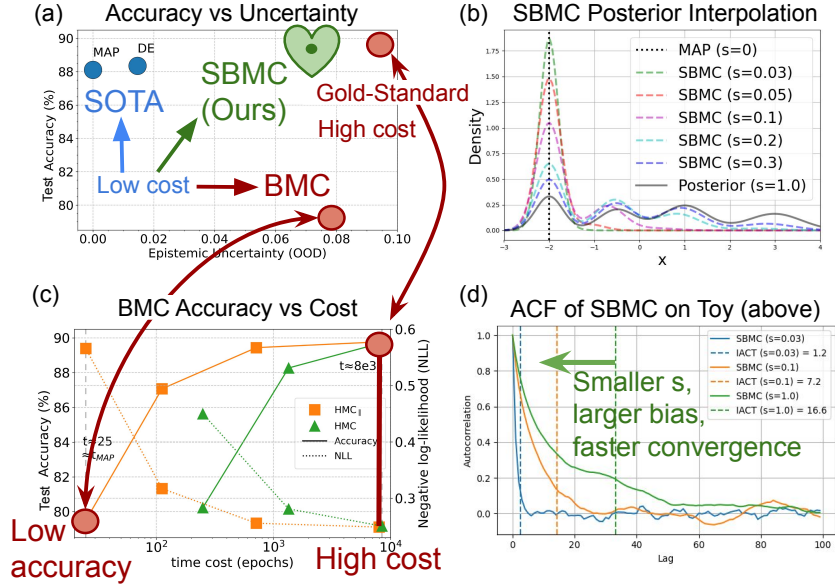 (a)
Accuracy vs Uncertainty
Test Accuracy (%)
90
88
86
84
82
80
MAP
DE
SOTA
SBMC
(Ours)
Gold-Standard
High cost
Low cost
BMC
0.00
0.02
0.04
0.06
0.08
0.10
Epistemic Uncertainty (OOD)
(b)
SBMC Posterior Interpolation
Density
1.75
1.50
1.25
1.00
0.75
0.50
0.25
0.00
MAP (s=0)
SBMC (s=0.03)
SBMC (s=0.05)
SBMC (s=0.1)
SBMC (s=0.2)
SBMC (s=0.3)
Posterior (s=1.0)
−3
−2
−1
0
1
2
3
4
x
(c)
BMC Accuracy vs Cost
Test Accuracy (%)
90
88
86
84
82
80
t≈25
≈t_MAP
t≈8e3
HMC∥
HMC
Accuracy
NLL
0.6
0.5
0.4
0.3
Negative log-likelihood (NLL)
10²
10³
10⁴
time cost (epochs)
Low
accuracy
High cost
(d)
ACF of SBMC on Toy (above)
Autocorrelation
1.0
0.8
0.6
0.4
0.2
0.0
SBMC (s=0.03)
IACT (s=0.03) = 1.2
SBMC (s=0.1)
IACT (s=0.1) = 7.2
SBMC (s=1.0)
IACT (s=1.0) = 16.6
Smaller s,
larger bias,
faster convergence
0
20
40
60
80
100
Lag